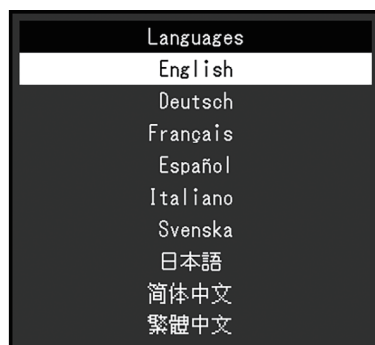 Languages
English
Deutsch
Français
Español
Italiano
Svenska
日本語
简体中文
繁體中文